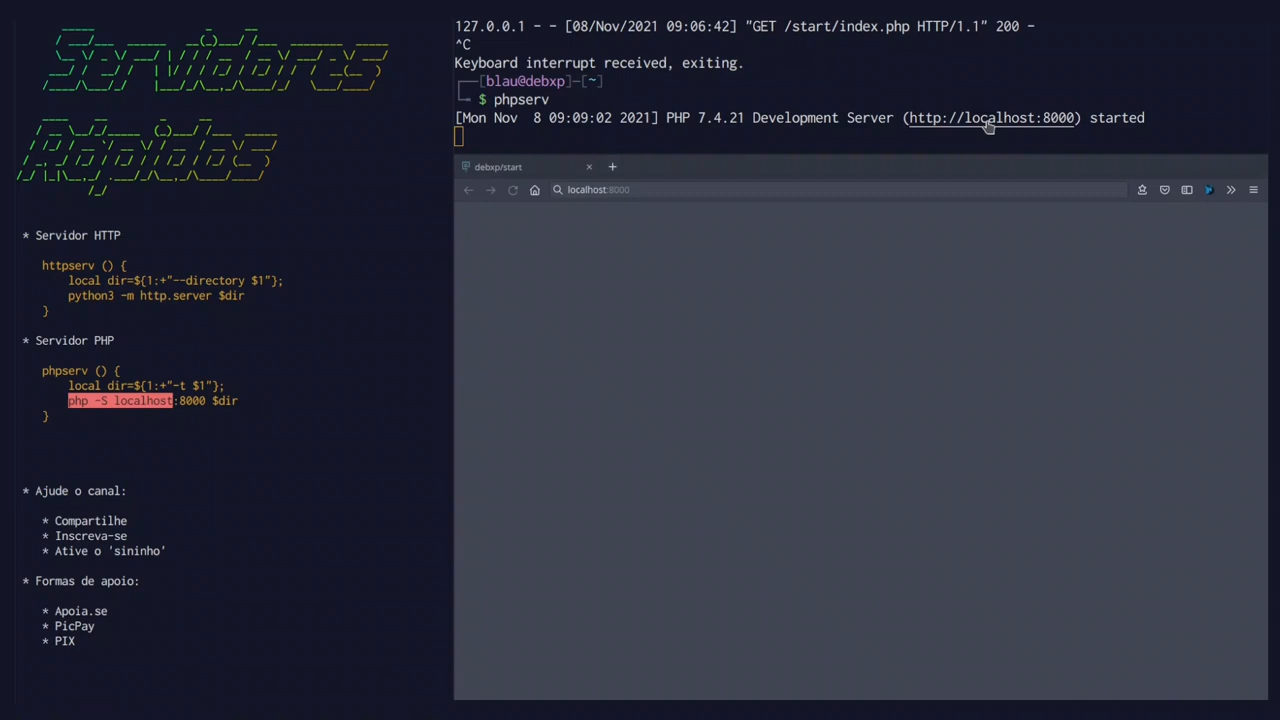 Servidores
Rápidos
* Servidor HTTP
httpserv () {
local dir=${1:+"--directory $1"};
python3 -m http.server $dir
}
* Servidor PHP
phpserv () {
local dir=${1:+"-t $1"};
php -S localhost:8000 $dir
}
* Ajude o canal:
* Compartilhe
* Inscreva-se
* Ative o 'sininho'
* Formas de apoio:
* Apoia.se
* PicPay
* PIX
127.0.0.1 - - [08/Nov/2021 09:06:42] "GET /start/index.php HTTP/1.1" 200 -
^C
Keyboard interrupt received, exiting.
[blau@debxp]-[~]
$ phpserv
[Mon Nov  8 09:09:02 2021] PHP 7.4.21 Development Server (http://localhost:8000) started
debxp/start
localhost:8000